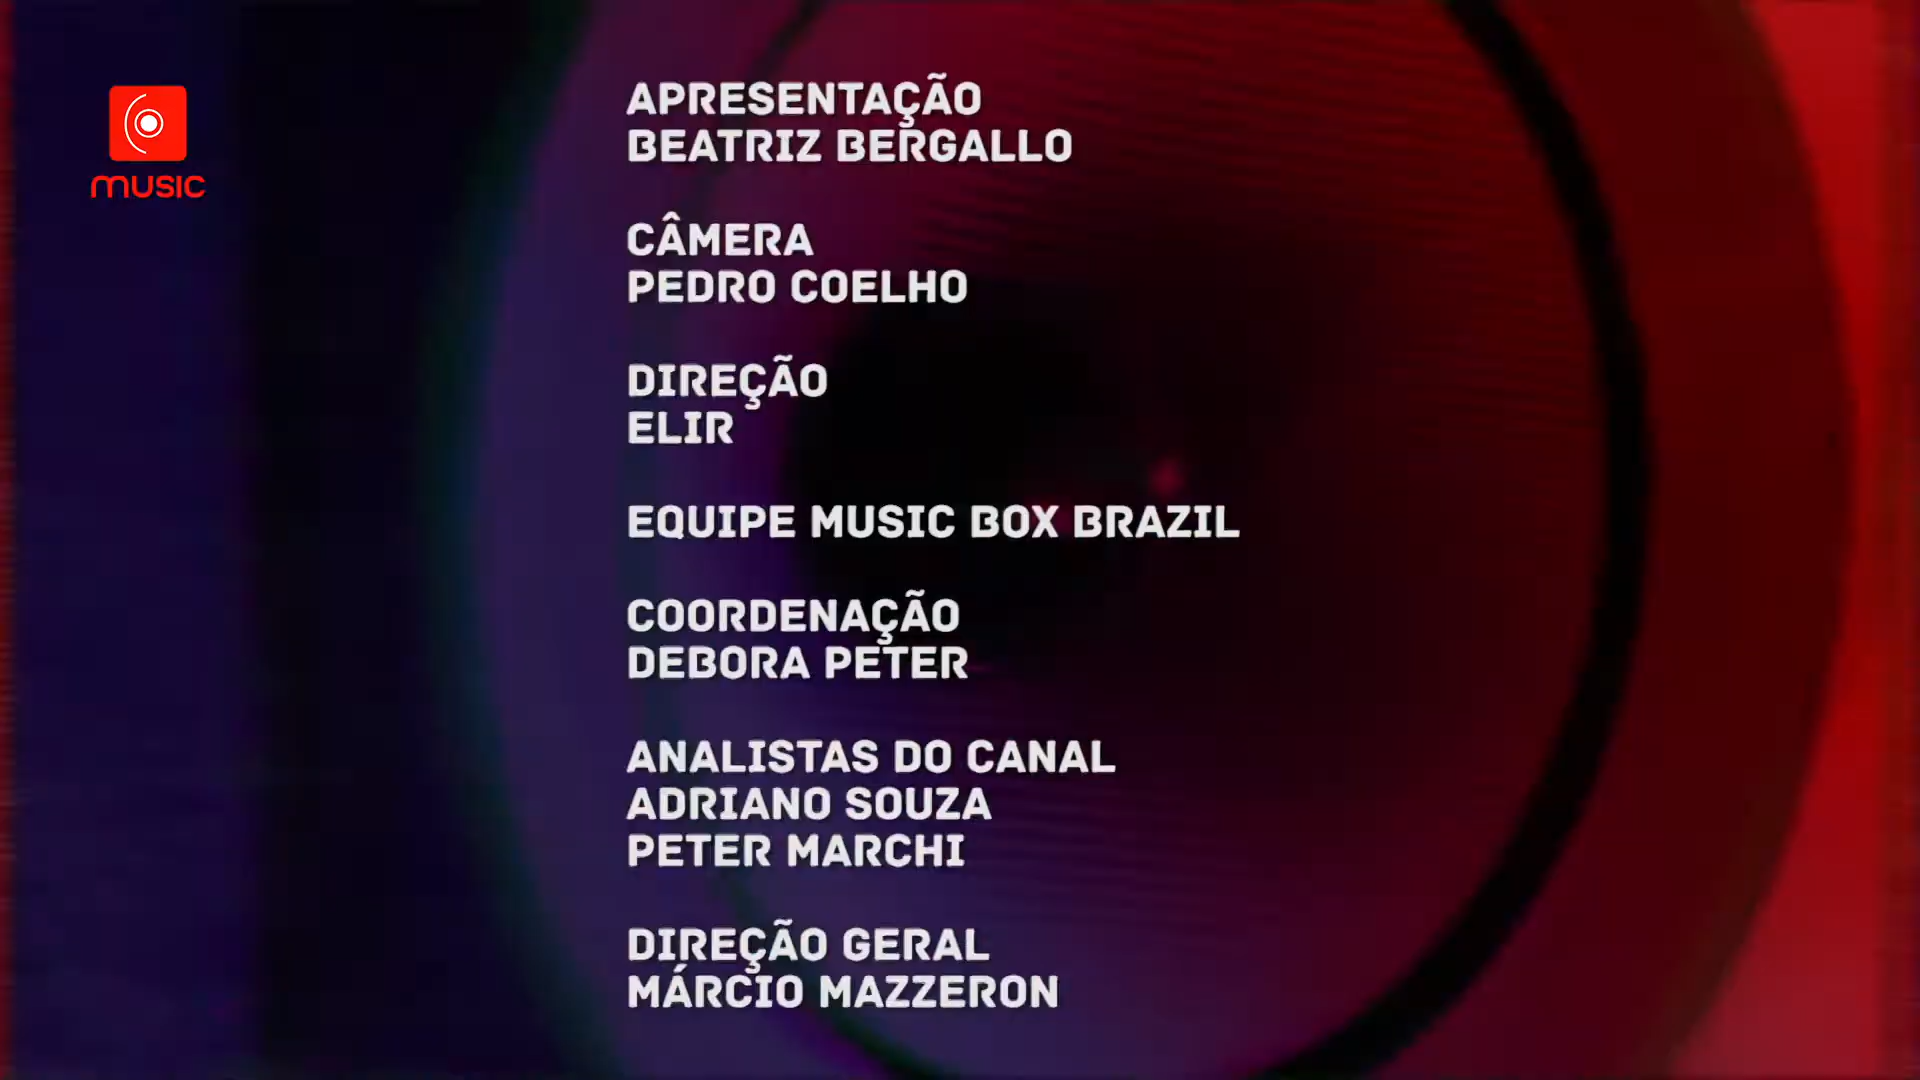 MUSIC
APRESENTAÇÃO
BEATRIZ BERGALLO
CÂMERA
PEDRO COELHO
DIREÇÃO
ELIR
EQUIPE MUSIC BOX BRAZIL
COORDENAÇÃO
DEBORA PETER
ANALISTAS DO CANAL
ADRIANO SOUZA
PETER MARCHI
DIREÇÃO GERAL
MÁRCIO MAZZERON